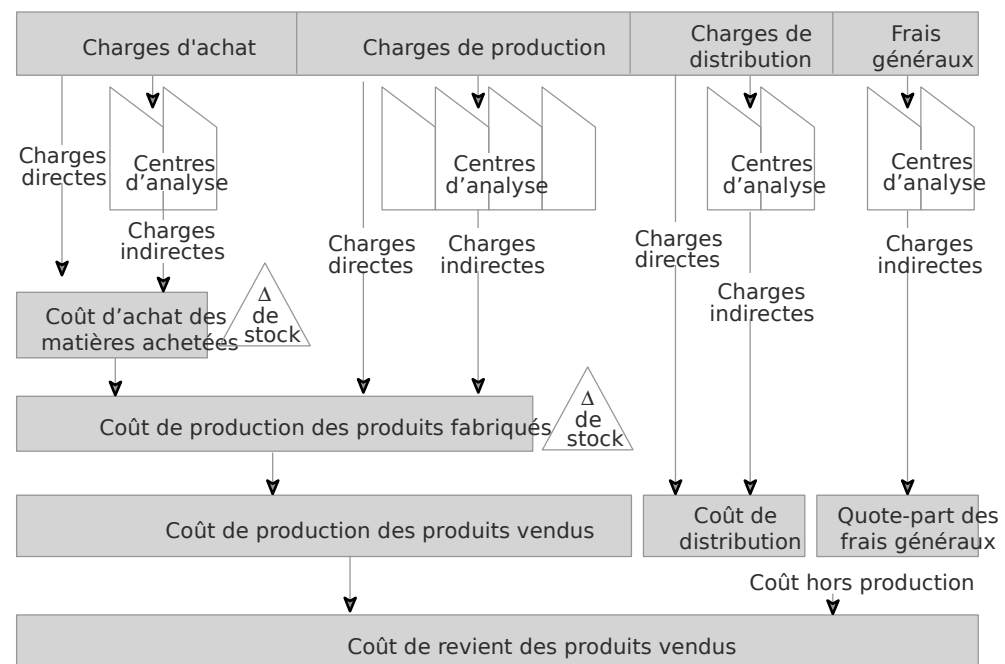 Charges d'achat
Charges de production
Charges de
distribution
Frais
généraux
Charges
directes
Centres
d’analyse
Centres
d’analyse
Centres
d’analyse
Centres
d’analyse
Charges
indirectes
Charges
directes
Charges
indirectes
Charges
directes
Charges
indirectes
Charges
indirectes
Coût d’achat des
matières achetées
Δ
de
stock
Coût de production des produits fabriqués
Δ
de
stock
Coût de production des produits vendus
Coût de
distribution
Quote-part des
frais généraux
Coût hors production
Coût de revient des produits vendus